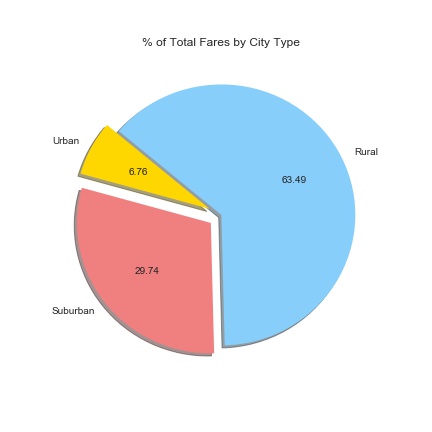 % of Total Fares by City Type
Urban
6.76
Rural
63.49
29.74
Suburban